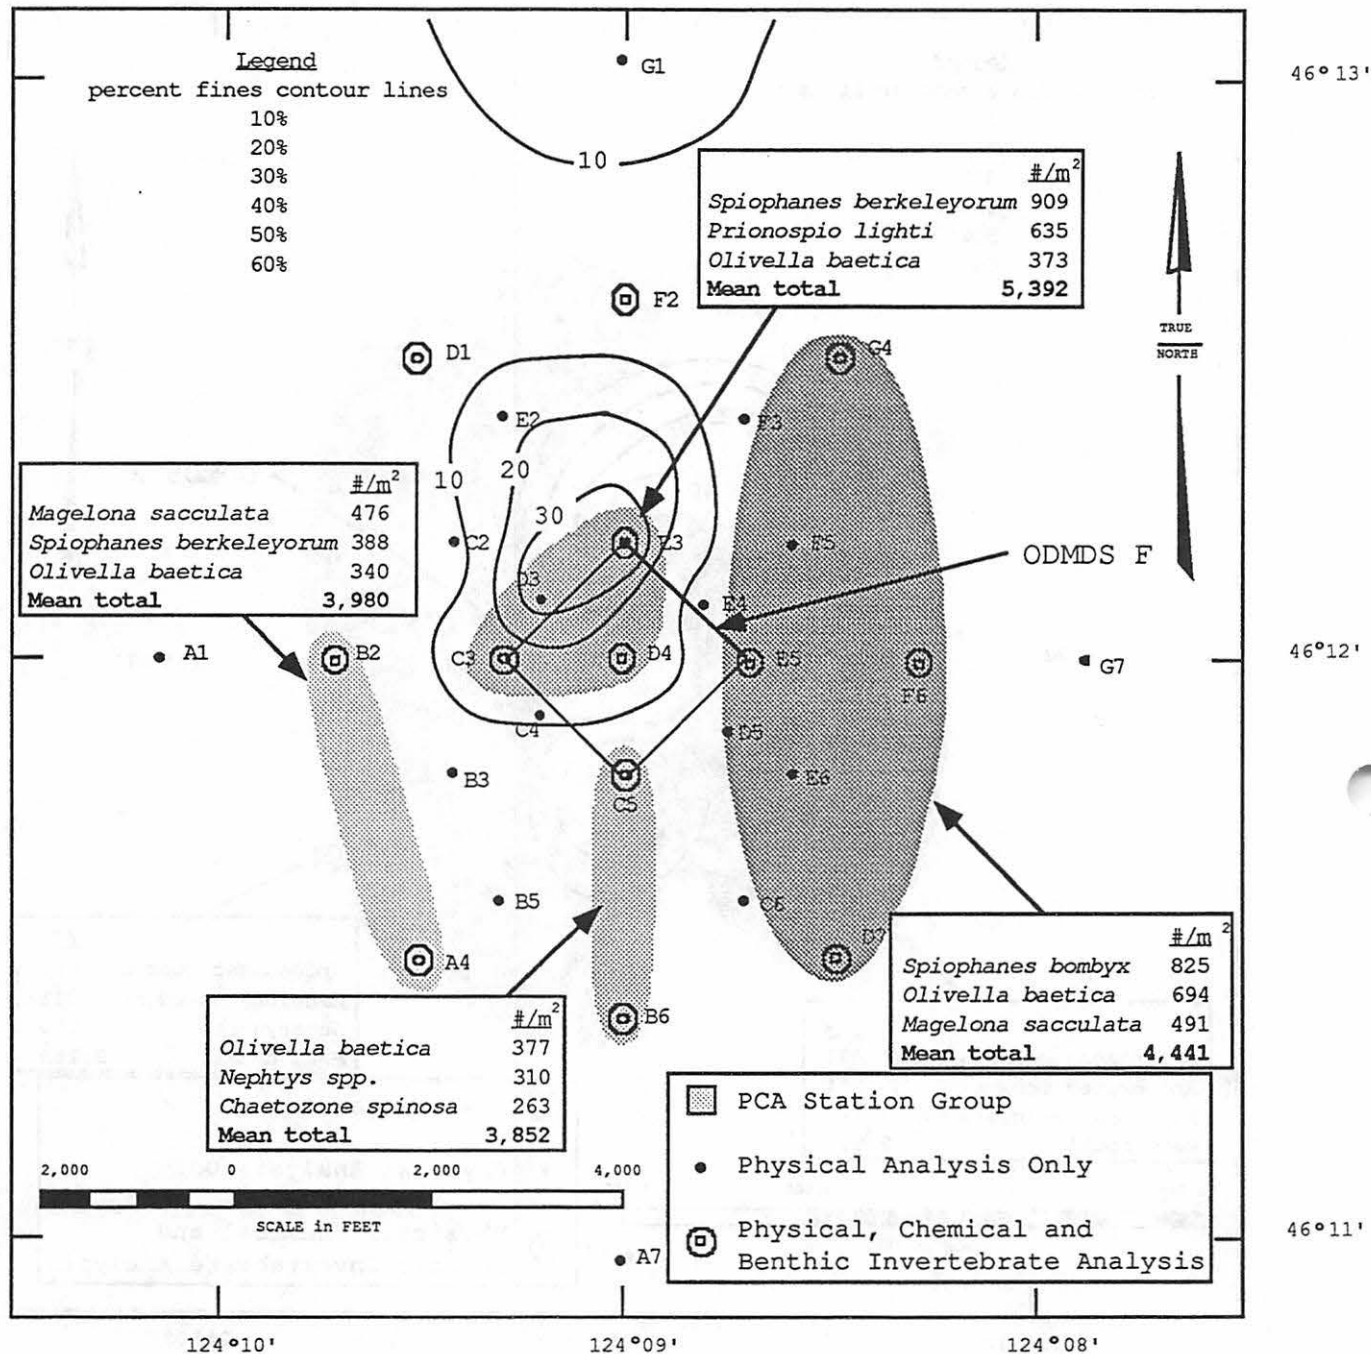 Legend
percent fines contour lines
10%
20%
30%
40%
50%
60%
G1
46°13'
10
#/m²
Spiophanes berkeleyorum 909
Prionospio lighti 635
Olivella baetica 373
Mean total 5,392
TRUE
NORTH
F2
D1
G4
E2
F3
20
10
#/m²
Magelona sacculata 476
Spiophanes berkeleyorum 388
Olivella baetica 340
Mean total 3,980
30
C2
E3
F5
ODMDS F
D3
E4
A1
B2
C3
D4
E5
F6
G7
46°12'
C4
D5
B3
C5
E6
B5
C6
A4
D7
#/m²
Spiophanes bombyx 825
Olivella baetica 694
Magelona sacculata 491
Mean total 4,441
B6
#/m²
Olivella baetica 377
Nephtys spp. 310
Chaetozone spinosa 263
Mean total 3,852
PCA Station Group
Physical Analysis Only
Physical, Chemical and
Benthic Invertebrate Analysis
2,000 0 2,000 4,000
SCALE in FEET
A7
46°11'
124°10' 124°09' 124°08'